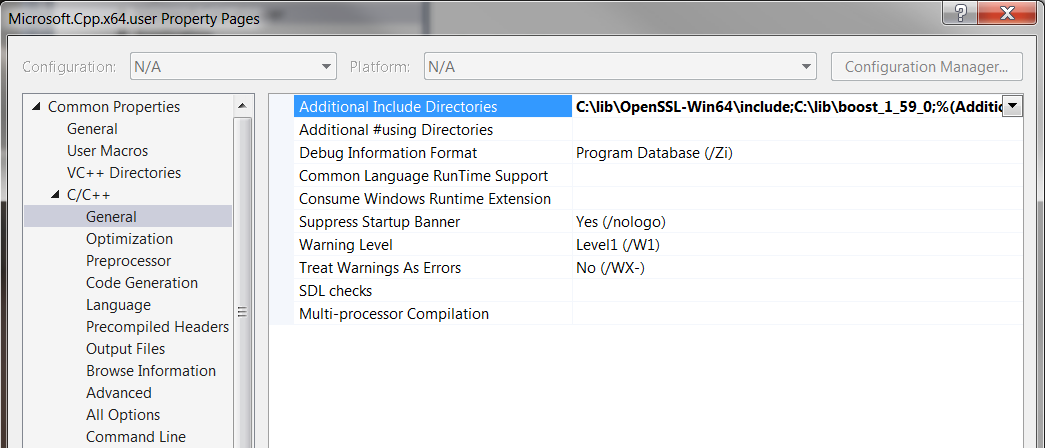 Microsoft.Cpp.x64.user Property Pages
?
Configuration: N/A Platform: N/A Configuration Manager...
Common Properties
General
User Macros
VC++ Directories
C/C++
General
Optimization
Preprocessor
Code Generation
Language
Precompiled Headers
Output Files
Browse Information
Advanced
All Options
Command Line
Additional Include Directories C:\lib\OpenSSL-Win64\include;C:\lib\boost_1_59_0;%(Additio
Additional #using Directories
Debug Information Format Program Database (/Zi)
Common Language RunTime Support
Consume Windows Runtime Extension
Suppress Startup Banner Yes (/nologo)
Warning Level Level1 (/W1)
Treat Warnings As Errors No (/WX-)
SDL checks
Multi-processor Compilation